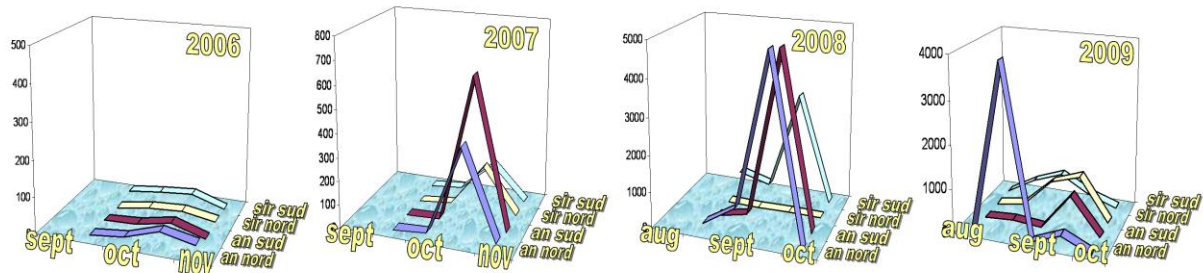 2006
500
400
300
200
100
sept oct nov
sir sud
sir nord
an sud
an nord
2007
800
700
600
500
400
300
200
100
sept oct nov
sir sud
sir nord
an sud
an nord
2008
5000
4000
3000
2000
1000
aug sept oct
sir sud
sir nord
an sud
an nord
2009
4000
3000
2000
1000
aug sept oct
sir sud
sir nord
an sud
an nord